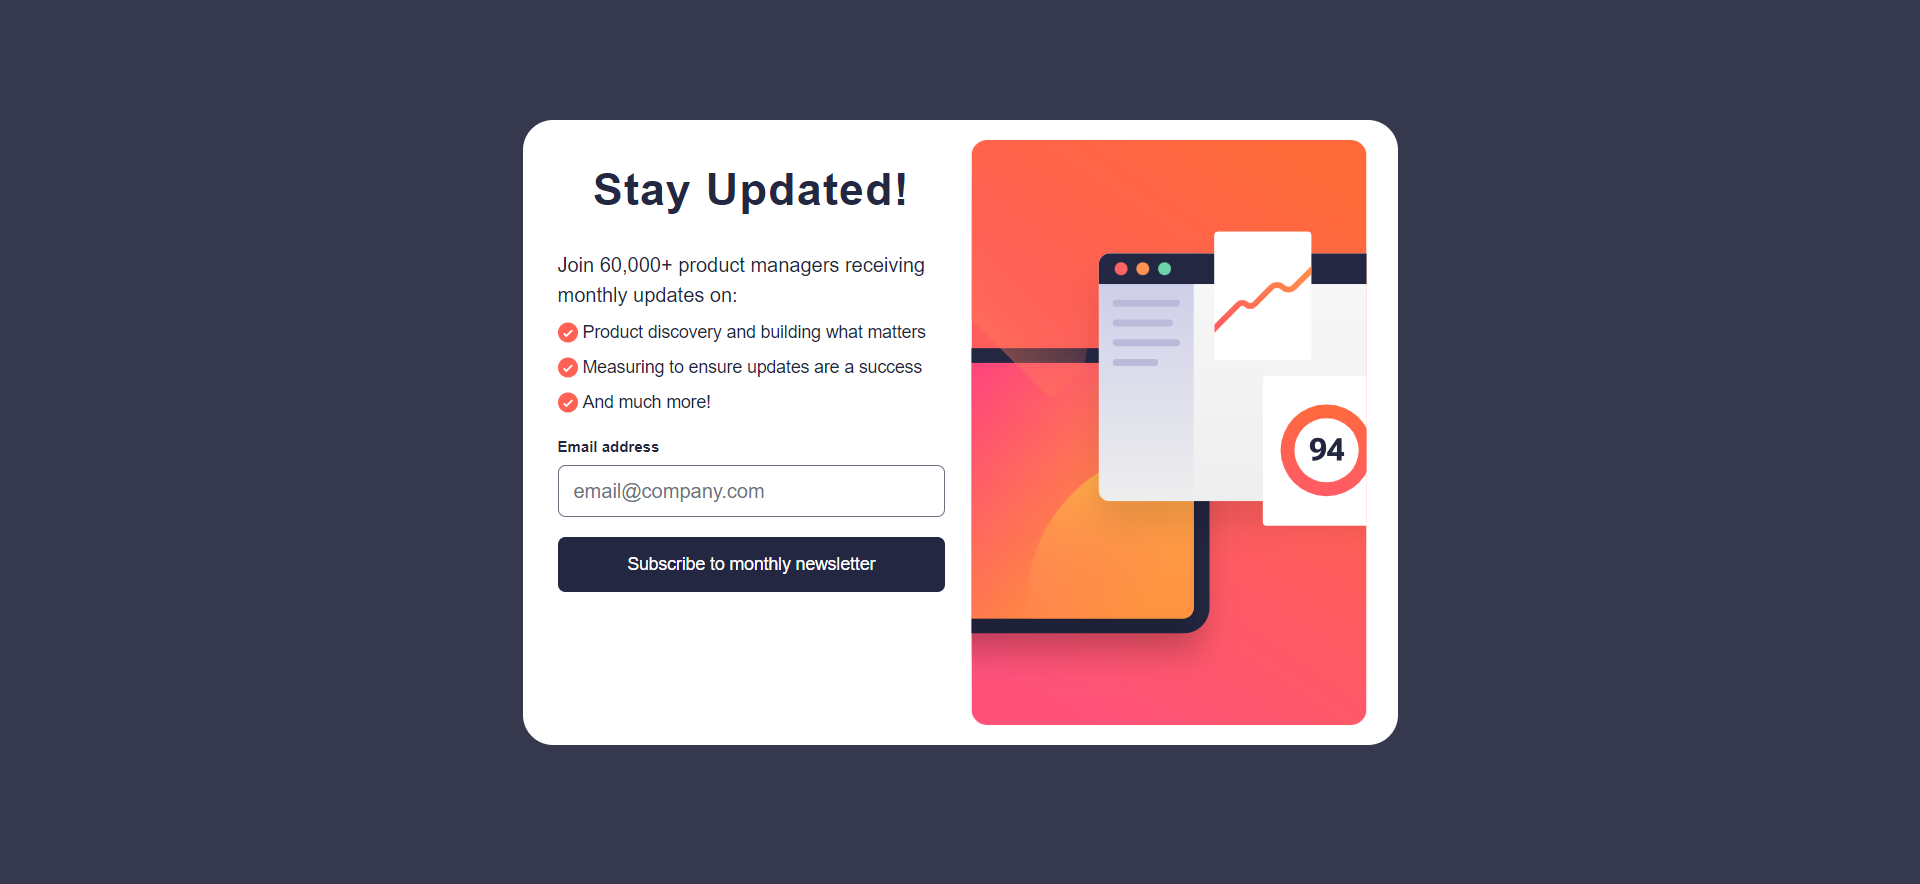 Stay Updated!
Join 60,000+ product managers receiving
monthly updates on:
Product discovery and building what matters
Measuring to ensure updates are a success
And much more!
Email address
email@company.com
Subscribe to monthly newsletter
94